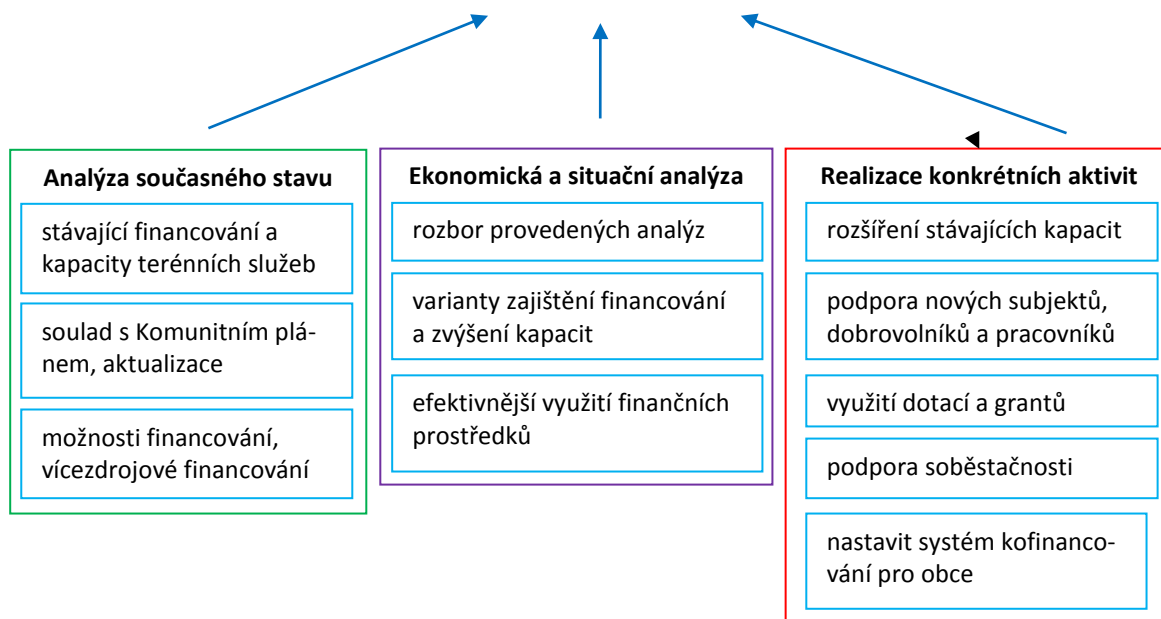 Analýza současného stavu
stávající financování a
kapacity terénních služeb
soulad s Komunitním plá-
nem, aktualizace
možnosti financování,
vícezdrojové financování
Ekonomická a situační analýza
rozbor provedených analýz
varianty zajištění financování
a zvýšení kapacit
efektivnější využití finančních
prostředků
Realizace konkrétních aktivit
rozšíření stávajících kapacit
podpora nových subjektů,
dobrovolníků a pracovníků
využití dotací a grantů
podpora soběstačnosti
nastavit systém kofinanco-
vání pro obce